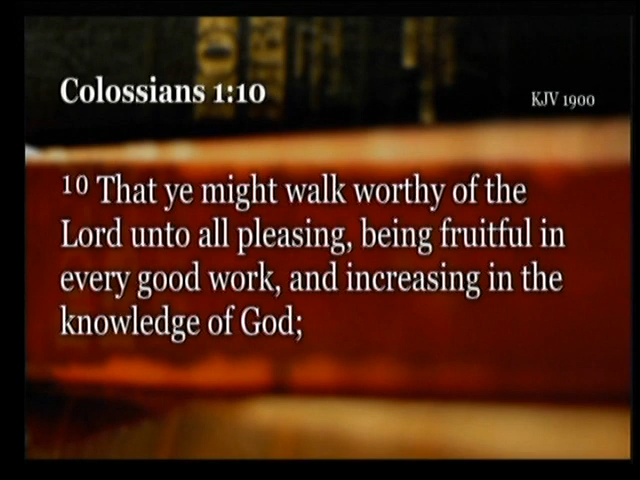 Colossians 1:10
KJV 1900
10 That ye might walk worthy of the
Lord unto all pleasing, being fruitful in
every good work, and increasing in the
knowledge of God;